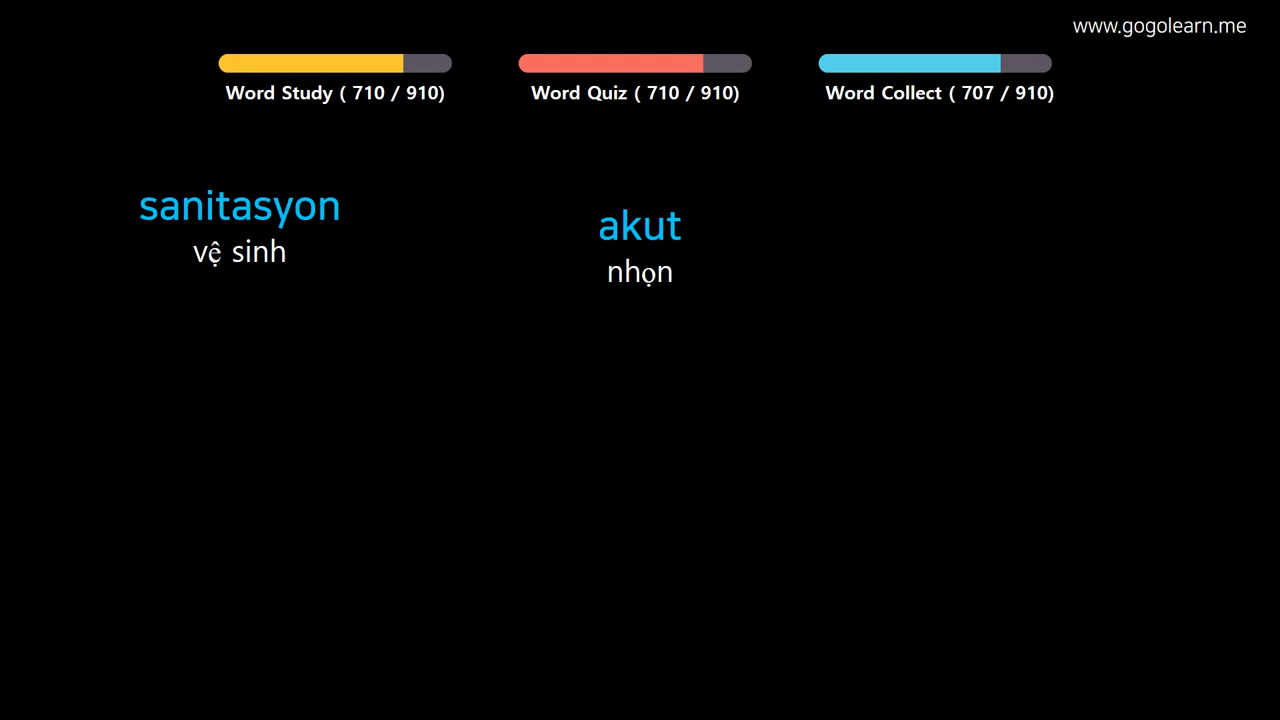 www.gogolearn.me
Word Study ( 710 / 910)
Word Quiz ( 710 / 910)
Word Collect ( 707 / 910)
sanitasyon
vệ sinh
akut
nhọn